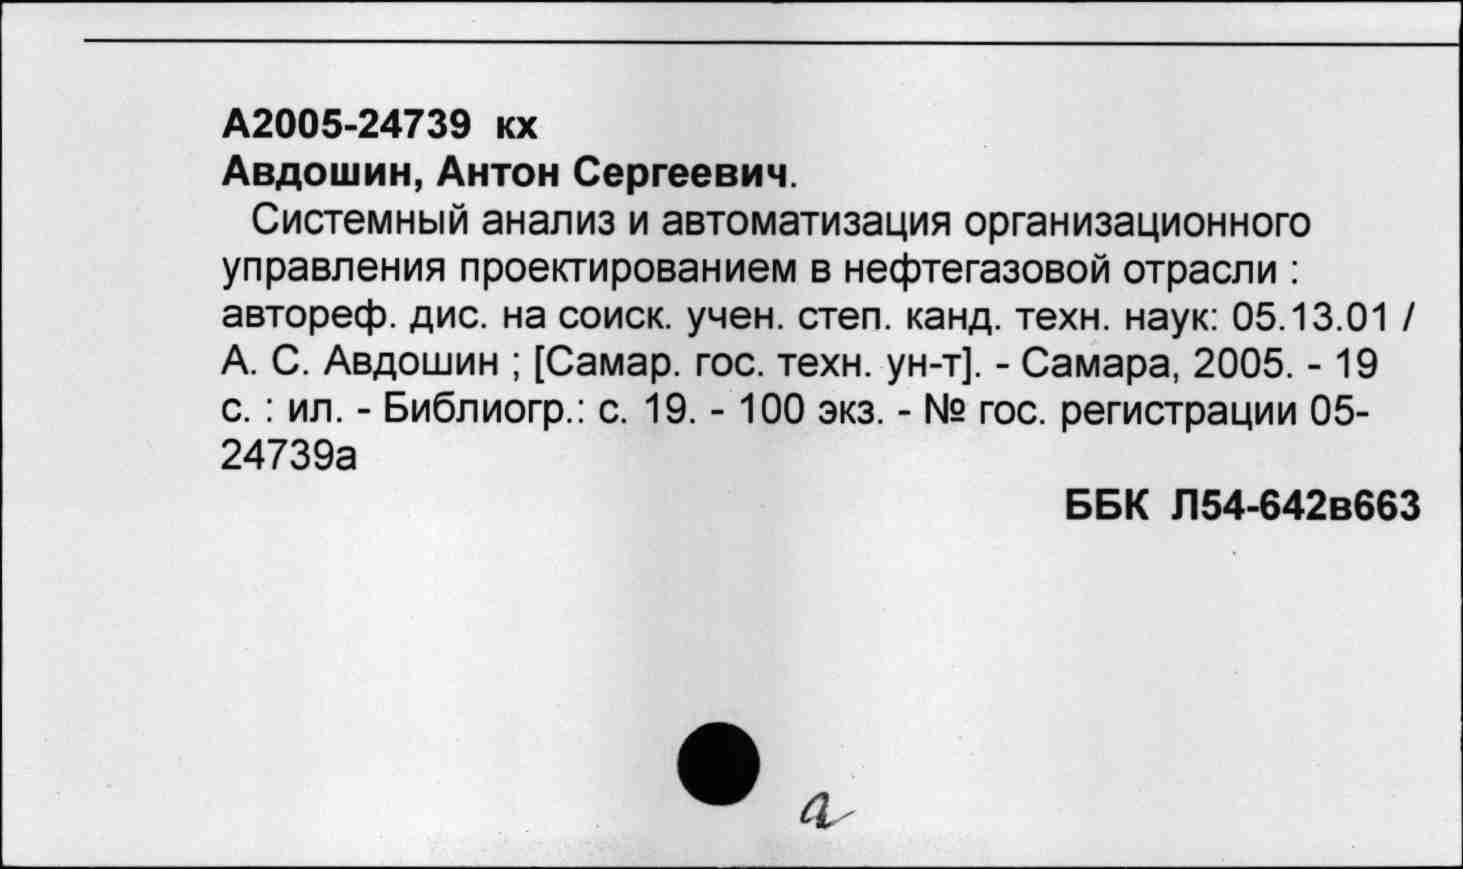 А2005-24739 кх
Авдошин, Антон Сергеевич.
Системный анализ и автоматизация организационного
управления проектированием в нефтегазовой отрасли :
автореф. дис. на соиск. учен. степ. канд. техн. наук: 05.13.01 /
А. С. Авдошин ; [Самар. гос. техн. ун-т]. - Самара, 2005. - 19
с. : ил. - Библиогр.: с. 19. - 100 экз. - № гос. регистрации 05-
24739а
ББК Л54-642в663
а